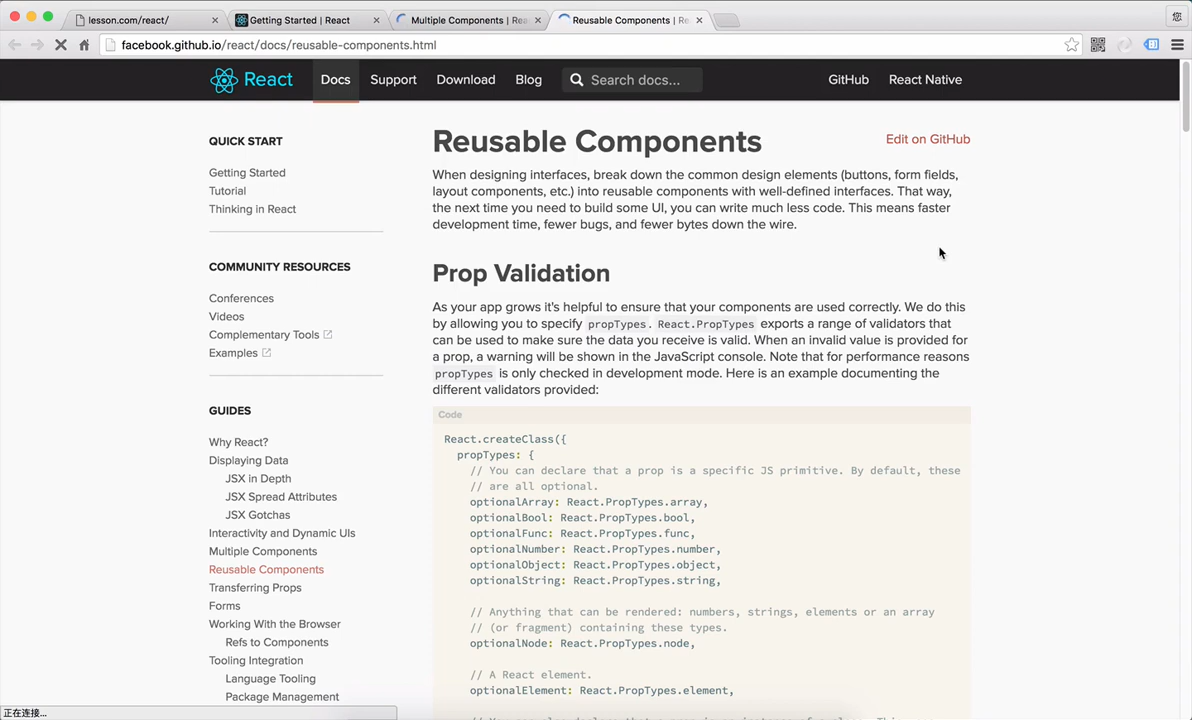 lesson.com/react/
Getting Started | React
Multiple Components | Rea
Reusable Components | Re
您
facebook.github.io/react/docs/reusable-components.html
React
Docs
Support
Download
Blog
Search docs...
GitHub
React Native
QUICK START
Getting Started
Tutorial
Thinking in React
COMMUNITY RESOURCES
Conferences
Videos
Complementary Tools
Examples
GUIDES
Why React?
Displaying Data
JSX in Depth
JSX Spread Attributes
JSX Gotchas
Interactivity and Dynamic UIs
Multiple Components
Reusable Components
Transferring Props
Forms
Working With the Browser
Refs to Components
Tooling Integration
Language Tooling
Package Management
Reusable Components
Edit on GitHub
When designing interfaces, break down the common design elements (buttons, form fields,
layout components, etc.) into reusable components with well-defined interfaces. That way,
the next time you need to build some UI, you can write much less code. This means faster
development time, fewer bugs, and fewer bytes down the wire.
Prop Validation
As your app grows it's helpful to ensure that your components are used correctly. We do this
by allowing you to specify propTypes. React.PropTypes exports a range of validators that
can be used to make sure the data you receive is valid. When an invalid value is provided for
a prop, a warning will be shown in the JavaScript console. Note that for performance reasons
propTypes is only checked in development mode. Here is an example documenting the
different validators provided:
Code
React.createClass({
propTypes: {
// You can declare that a prop is a specific JS primitive. By default, these
// are all optional.
optionalArray: React.PropTypes.array,
optionalBool: React.PropTypes.bool,
optionalFunc: React.PropTypes.func,
optionalNumber: React.PropTypes.number,
optionalObject: React.PropTypes.object,
optionalString: React.PropTypes.string,
// Anything that can be rendered: numbers, strings, elements or an array
// (or fragment) containing these types.
optionalNode: React.PropTypes.node,
// A React element.
optionalElement: React.PropTypes.element,
正在连接...